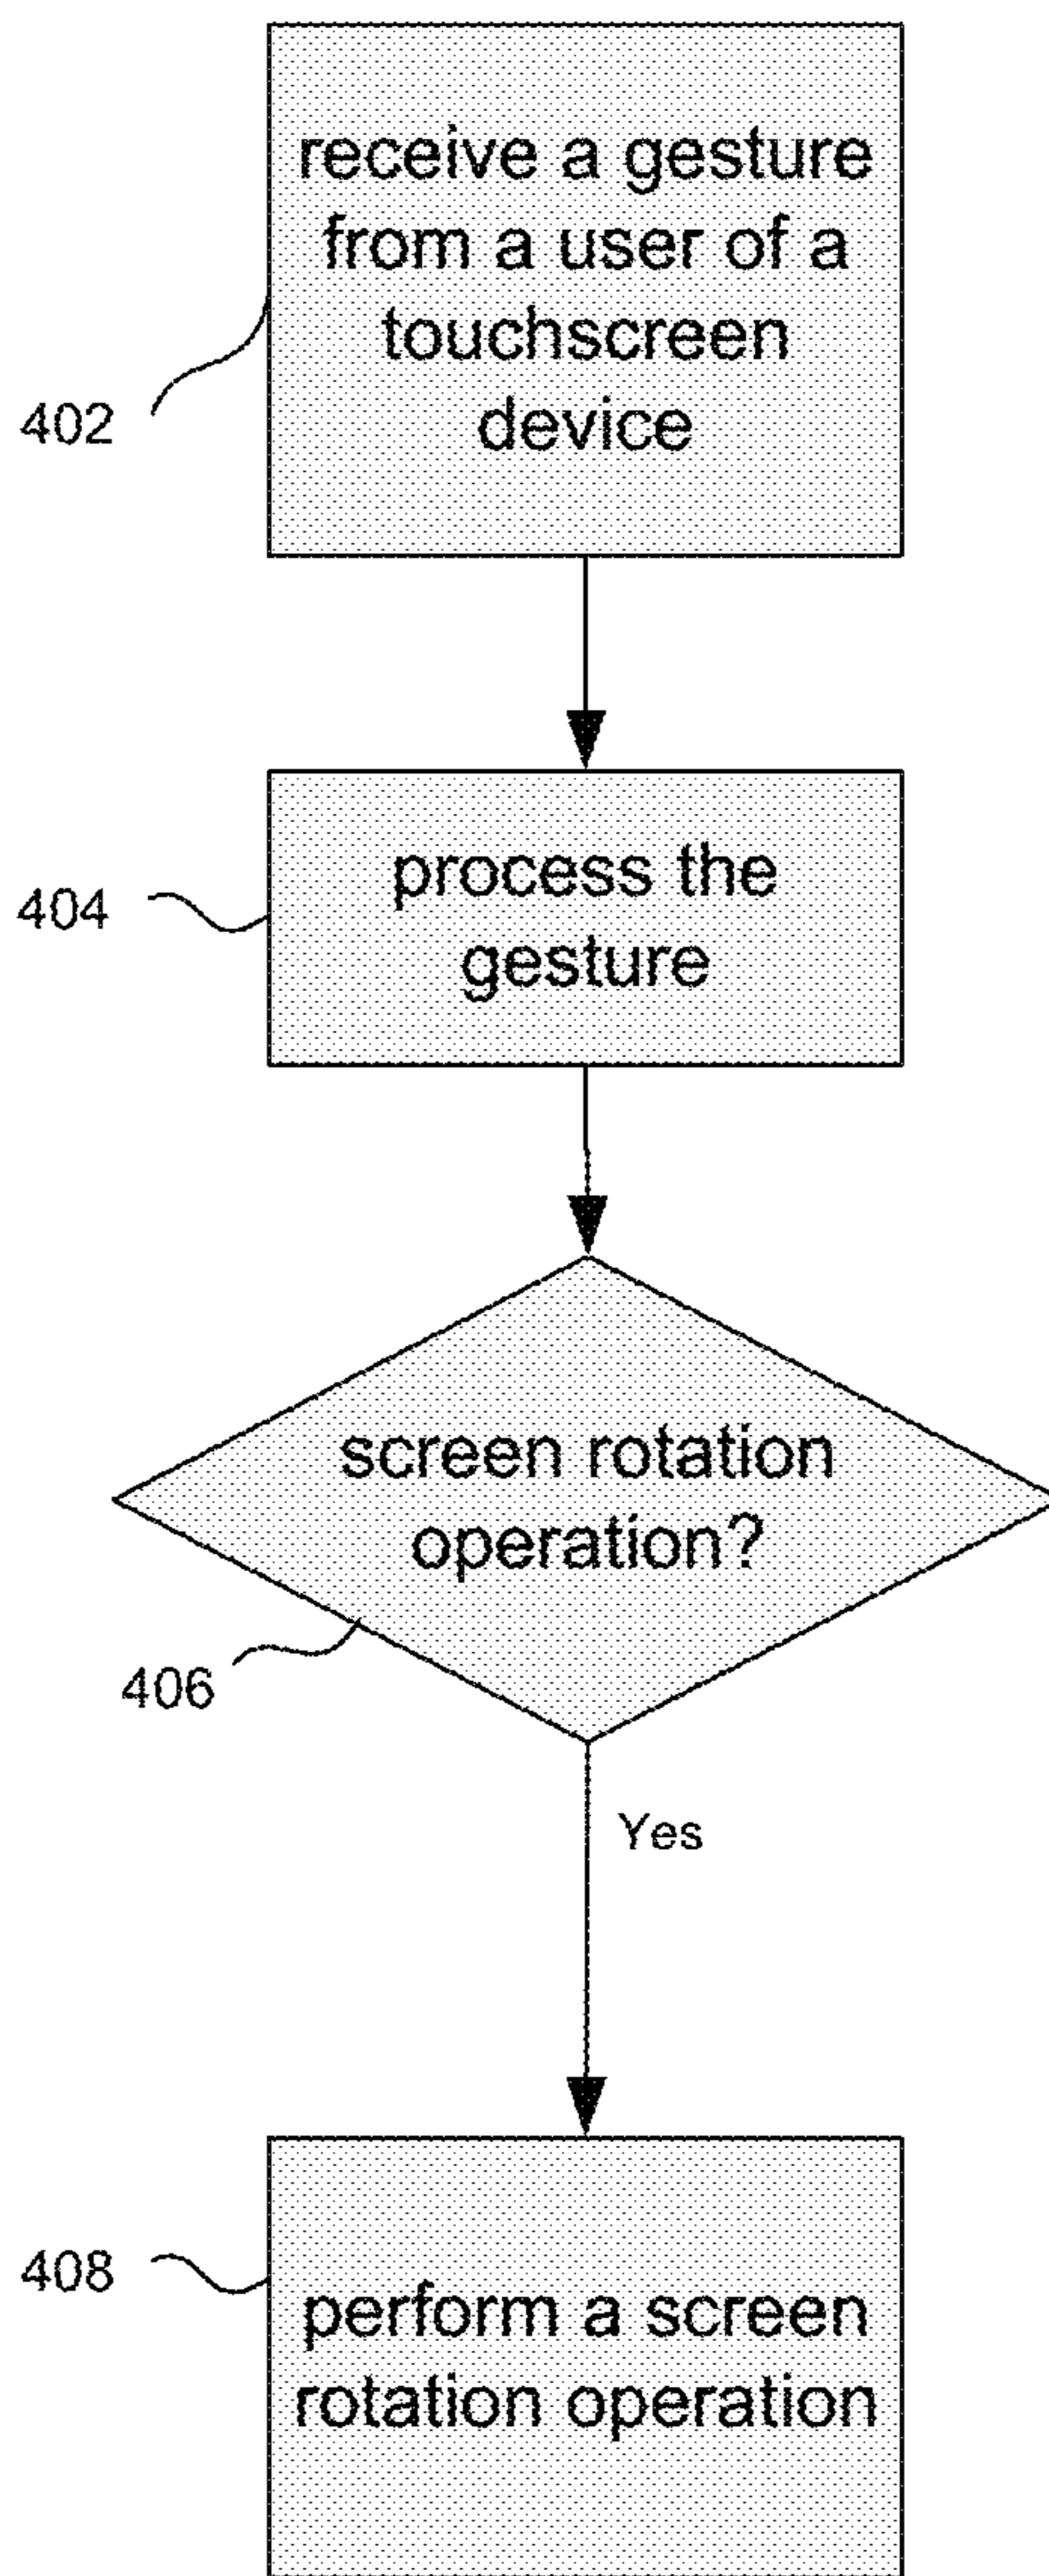 receive a gesture
from a user of a
touchscreen
device
402
process the
gesture
404
screen rotation
operation?
406
Yes
408
perform a screen
rotation operation